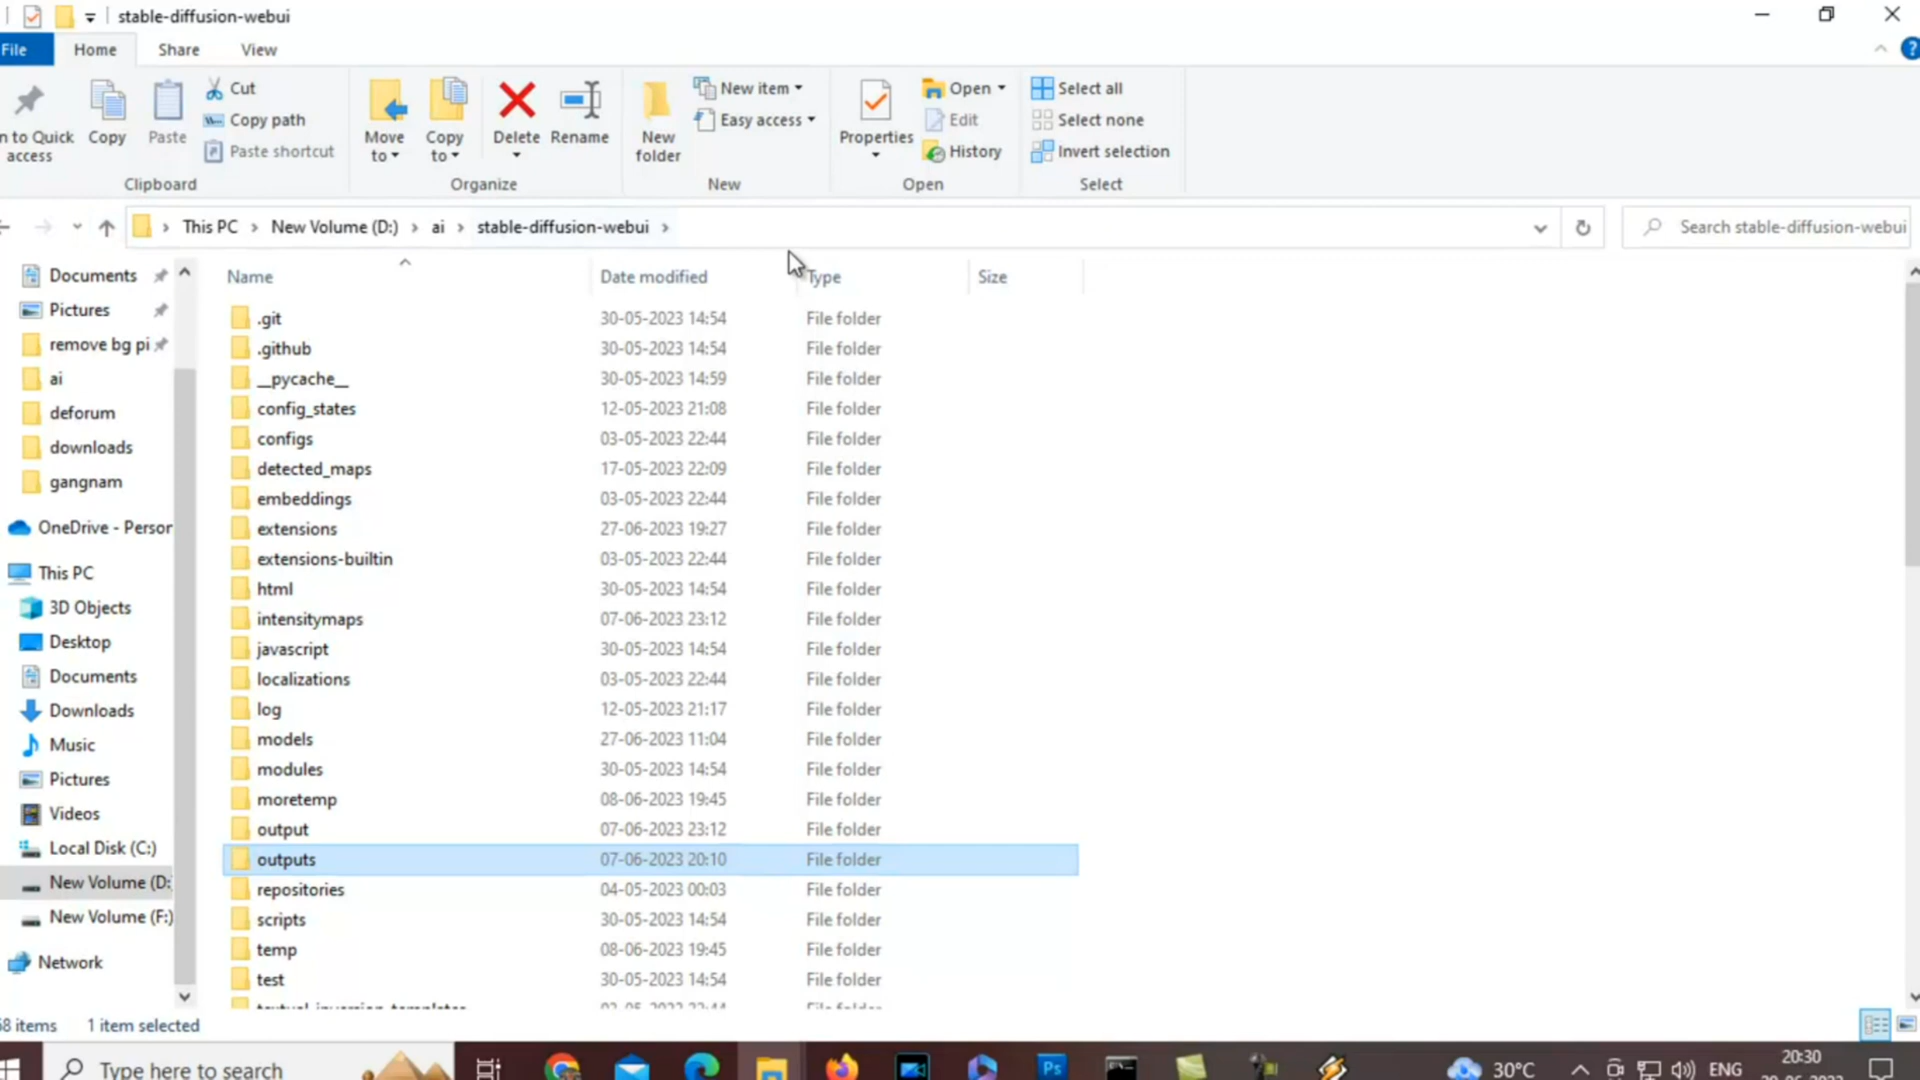 stable-diffusion-webui
File Home Share View
n to Quick access
Copy
Paste
Cut
Copy path
Paste shortcut
Clipboard
Move to
Copy to
Delete
Rename
Organize
New folder
New item
Easy access
New
Properties
Open
Edit
History
Open
Select all
Select none
Invert selection
Select
This PC > New Volume (D:) > ai > stable-diffusion-webui >
Search stable-diffusion-webui
Documents
Pictures
remove bg pi
ai
deforum
downloads
gangnam
OneDrive - Person
This PC
3D Objects
Desktop
Documents
Downloads
Music
Pictures
Videos
Local Disk (C:)
New Volume (D:
New Volume (F:)
Network
Name Date modified Type Size
.git 30-05-2023 14:54 File folder
.github 30-05-2023 14:54 File folder
__pycache__ 30-05-2023 14:59 File folder
config_states 12-05-2023 21:08 File folder
configs 03-05-2023 22:44 File folder
detected_maps 17-05-2023 22:09 File folder
embeddings 03-05-2023 22:44 File folder
extensions 27-06-2023 19:27 File folder
extensions-builtin 03-05-2023 22:44 File folder
html 30-05-2023 14:54 File folder
intensitymaps 07-06-2023 23:12 File folder
javascript 30-05-2023 14:54 File folder
localizations 03-05-2023 22:44 File folder
log 12-05-2023 21:17 File folder
models 27-06-2023 11:04 File folder
modules 30-05-2023 14:54 File folder
moretemp 08-06-2023 19:45 File folder
output 07-06-2023 23:12 File folder
outputs 07-06-2023 20:10 File folder
repositories 04-05-2023 00:03 File folder
scripts 30-05-2023 14:54 File folder
temp 08-06-2023 19:45 File folder
test 30-05-2023 14:54 File folder
8 items 1 item selected
Type here to search
Ps
30°C
ENG
20:30